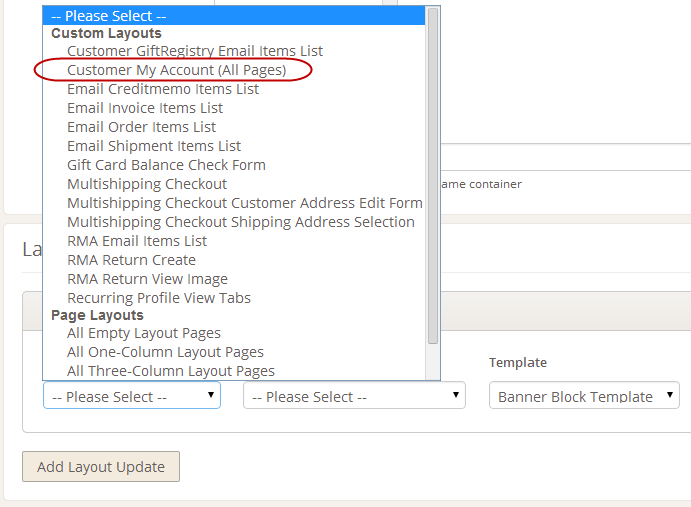 -- Please Select --
Custom Layouts
Customer GiftRegistry Email Items List
Customer My Account (All Pages)
Email Creditmemo Items List
Email Invoice Items List
Email Order Items List
Email Shipment Items List
Gift Card Balance Check Form
Multishipping Checkout
ame container
Multishipping Checkout Customer Address Edit Form
Multishipping Checkout Shipping Address Selection
RMA Email Items List
La
RMA Return Create
RMA Return View Image
Recurring Profile View Tabs
Page Layouts
All Empty Layout Pages
All One-Column Layout Pages
All Three-Column Layout Pages
Template
-- Please Select -- -- Please Select -- Banner Block Template
Add Layout Update